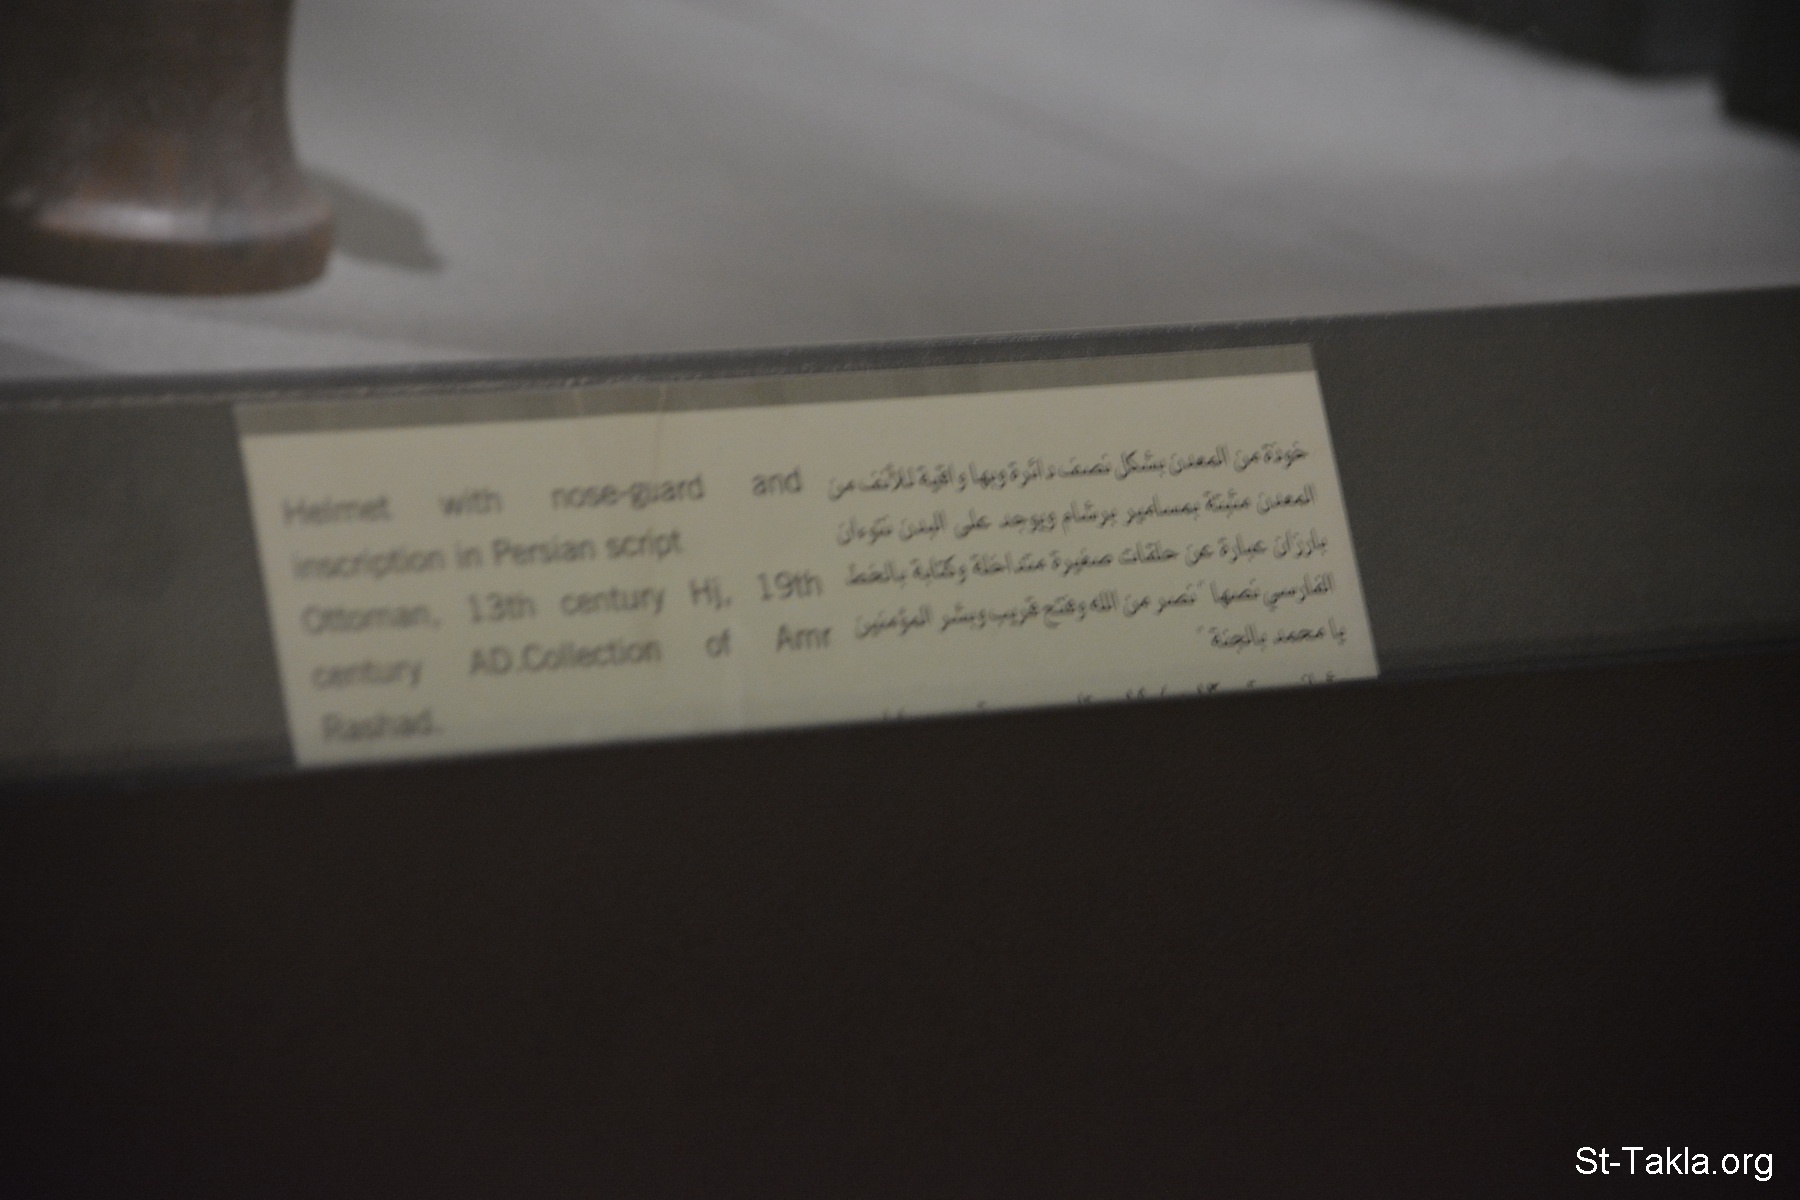 Helmet with nose-guard and
inscription in Persian script
Ottoman, 13th century Hj, 19th
century AD.Collection of Amr
Rashad.
خوذة من المعدن بشكل نصف دائرة وبها واقية للأنف من
المعدن مثبتة بمسامير برشام ويوجد على البدن نتوءان
بارزان عبارة عن حلقات صغيرة متداخلة وكتابة بالخط
الفارسي نصها "نصر من الله وفتح قريب وبشر المؤمنين
يا محمد بالجنة"
St-Takla.org